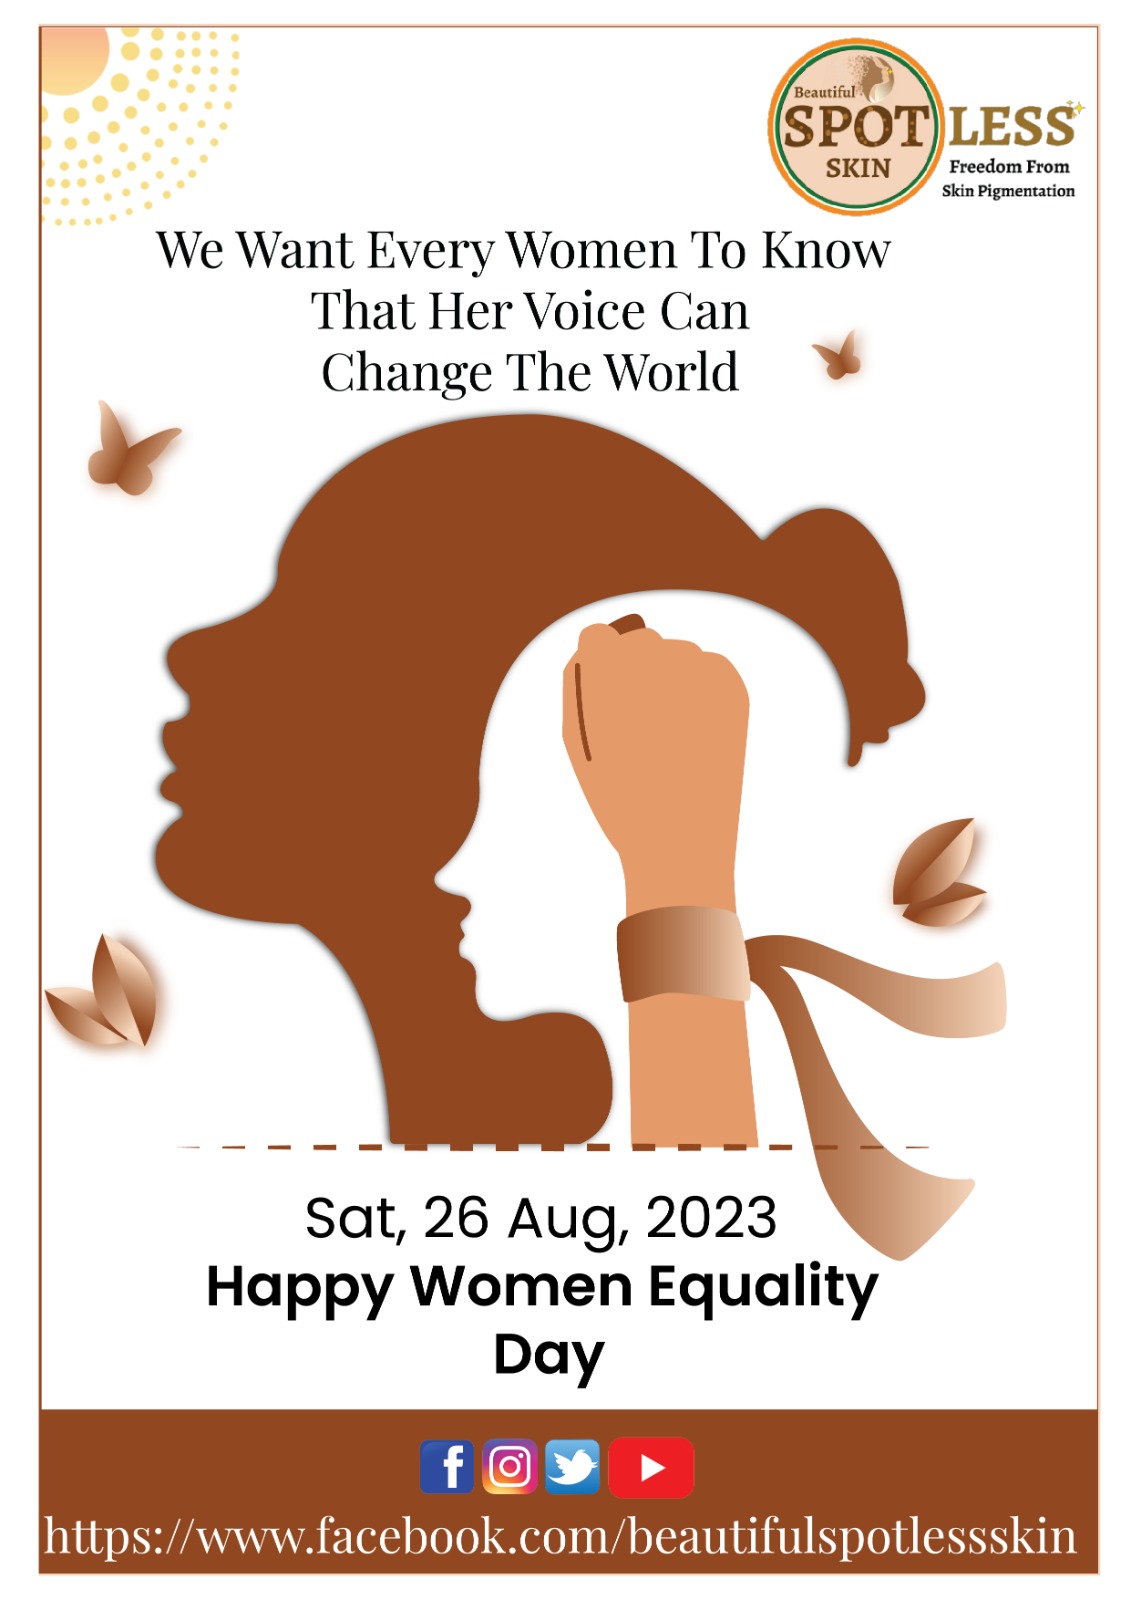 Beautiful
SPOTLESS
SKIN
Freedom From
Skin Pigmentation
We Want Every Women To Know
That Her Voice Can
Change The World
Sat, 26 Aug, 2023
Happy Women Equality
Day
https://www.facebook.com/beautifulspotlessskin